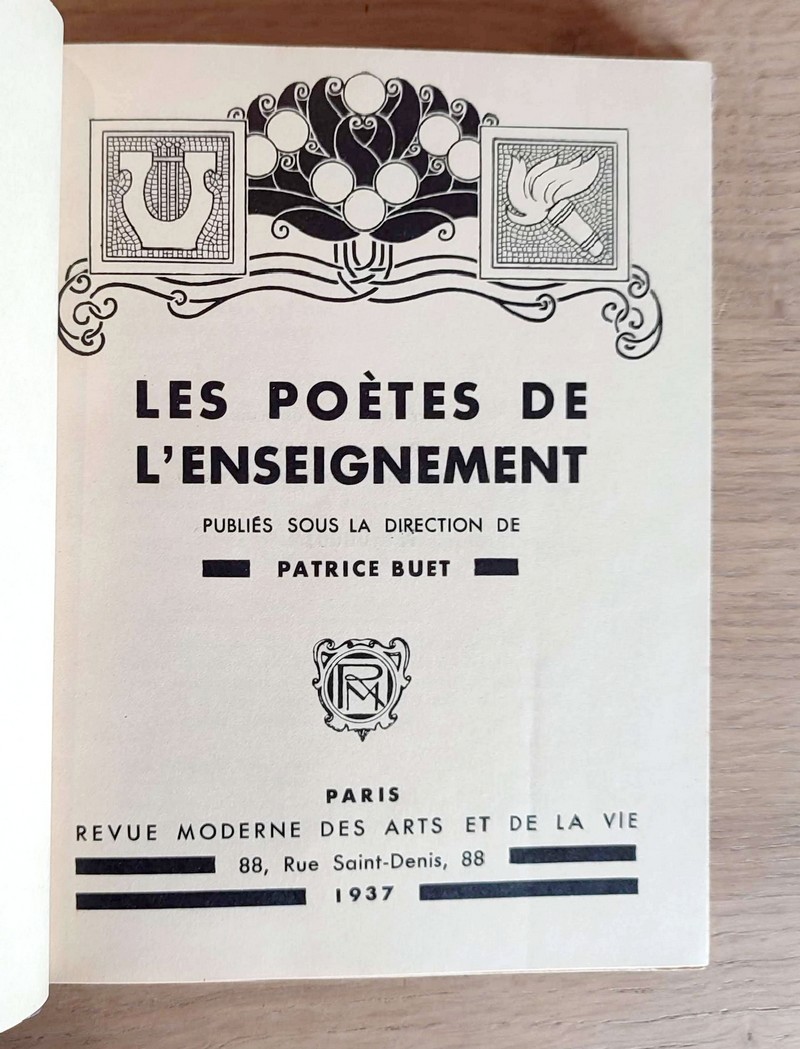 LES POÈTES DE
L'ENSEIGNEMENT
PUBLIÉS SOUS LA DIRECTION DE
PATRICE BUET
RM
PARIS
REVUE MODERNE DES ARTS ET DE LA VIE
88, Rue Saint-Denis, 88
1937